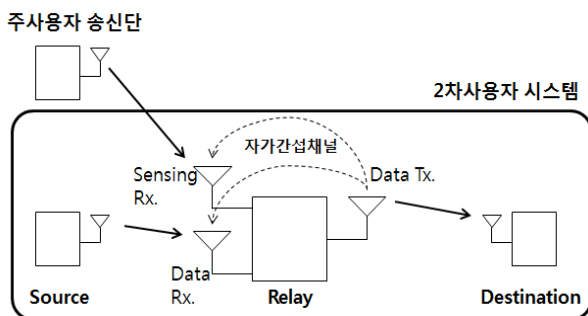 주사용자 송신단
2차사용자 시스템
자가간섭채널
Sensing
Rx.
Data Tx.
Data
Rx.
Source
Relay
Destination